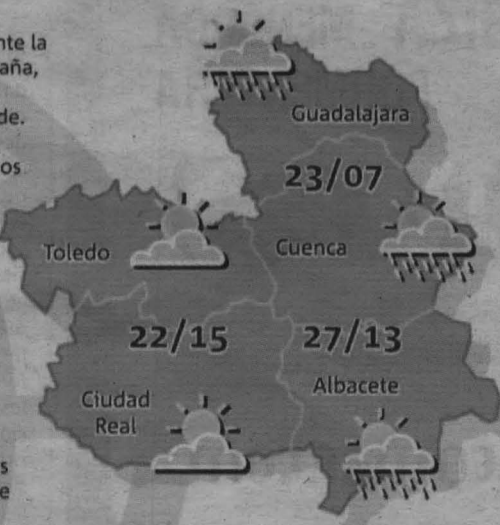 nte la
aña,
de.
os
Guadalajara
23/07
Toledo
Cuenca
22/15
27/13
Albacete
Ciudad
Real
s
e